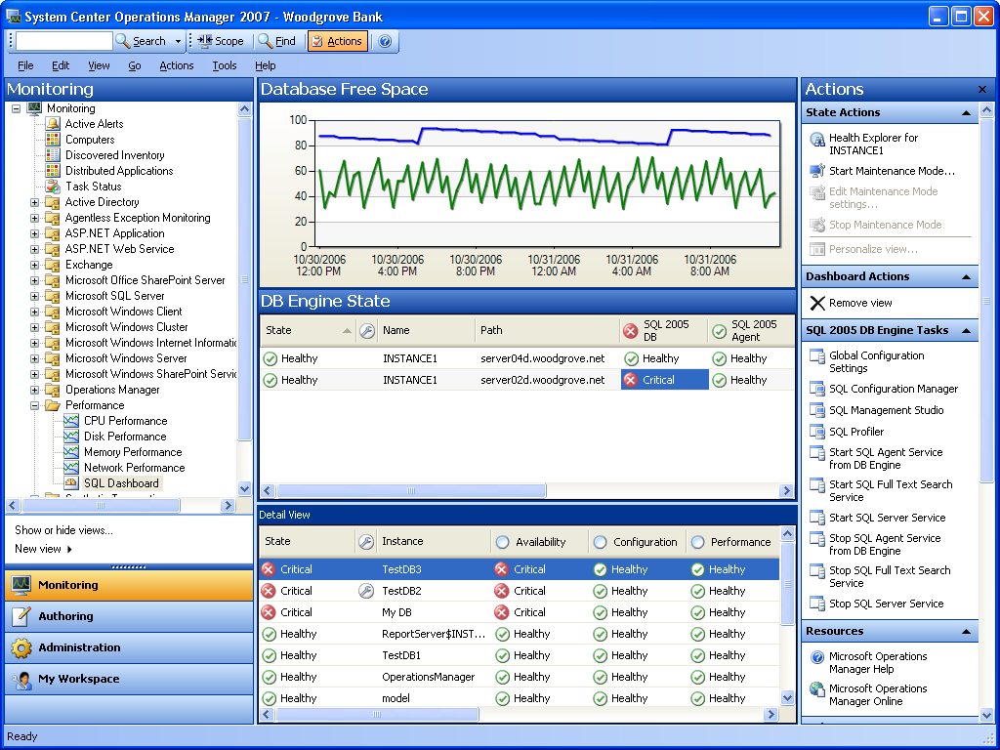 System Center Operations Manager 2007 - Woodgrove Bank
Search
Scope
Find
Actions
File Edit View Go Actions Tools Help
Monitoring
Monitoring
Active Alerts
Computers
Discovered Inventory
Distributed Applications
Task Status
Active Directory
Agentless Exception Monitoring
ASP.NET Application
ASP.NET Web Service
Exchange
Microsoft Office SharePoint Server
Microsoft SQL Server
Microsoft Windows Client
Microsoft Windows Cluster
Microsoft Windows Internet Informatic
Microsoft Windows Server
Microsoft Windows SharePoint Servic
Operations Manager
Performance
CPU Performance
Disk Performance
Memory Performance
Network Performance
SQL Dashboard
Show or hide views...
New view
Monitoring
Authoring
Administration
My Workspace
Database Free Space
100
80
60
40
20
0
10/30/2006 10/30/2006 10/30/2006 10/31/2006 10/31/2006 10/31/2006
12:00 PM 4:00 PM 8:00 PM 12:00 AM 4:00 AM 8:00 AM
DB Engine State
State Name Path SQL 2005 DB SQL 2005 Agent
Healthy INSTANCE1 server04d.woodgrove.net Healthy Healthy
Healthy INSTANCE1 server02d.woodgrove.net Critical Healthy
Detail View
State Instance Availability Configuration Performance
Critical TestDB3 Critical Healthy Healthy
Critical TestDB2 Critical Healthy Healthy
Critical My DB Critical Healthy Healthy
Healthy ReportServer$INST... Healthy Healthy Healthy
Healthy TestDB1 Healthy Healthy Healthy
Healthy OperationsManager Healthy Healthy Healthy
Healthy model Healthy Healthy Healthy
Actions
State Actions
Health Explorer for
INSTANCE1
Start Maintenance Mode...
Edit Maintenance Mode
settings...
Stop Maintenance Mode
Personalize view...
Dashboard Actions
Remove view
SQL 2005 DB Engine Tasks
Global Configuration
Settings
SQL Configuration Manager
SQL Management Studio
SQL Profiler
Start SQL Agent Service
from DB Engine
Start SQL Full Text Search
Service
Start SQL Server Service
Stop SQL Agent Service
from DB Engine
Stop SQL Full Text Search
Service
Stop SQL Server Service
Resources
Microsoft Operations
Manager Help
Microsoft Operations
Manager Online
Ready